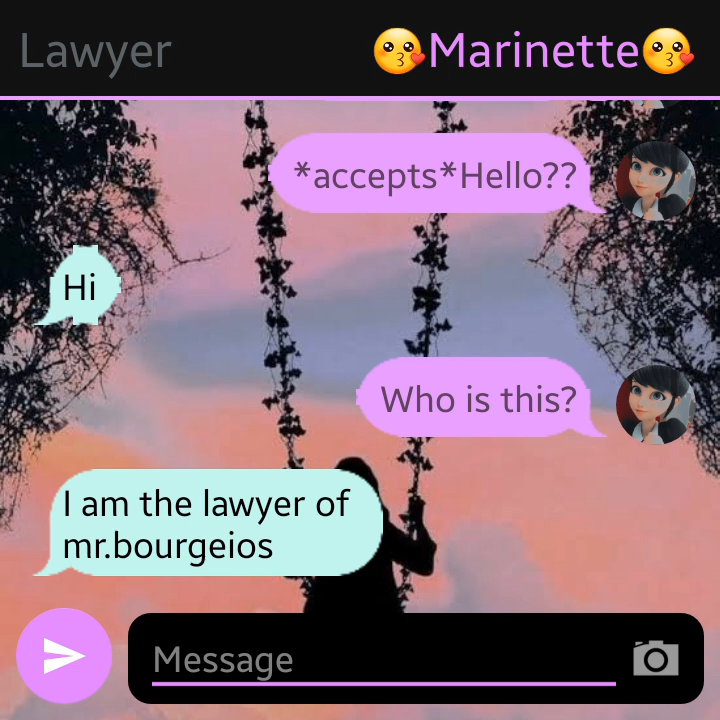 Lawyer
😘Marinette😘
*accepts*Hello??
Hi
Who is this?
I am the lawyer of
mr.bourgeios
Message